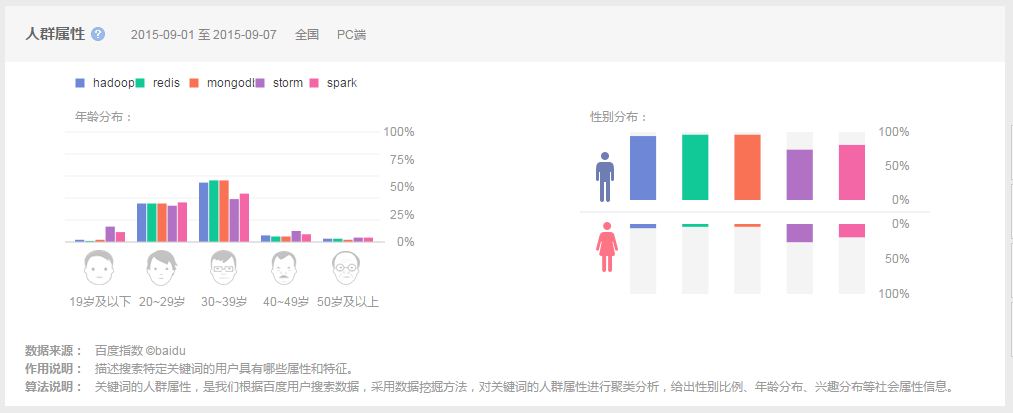 人群属性 ? 2015-09-01 至 2015-09-07 全国 PC端
hadoop redis mongodb storm spark
年龄分布：
100%
75%
50%
25%
0%
19岁及以下 20~29岁 30~39岁 40~49岁 50岁及以上
性别分布：
100%
50%
0%
0%
50%
100%
数据来源： 百度指数 ©baidu
作用说明： 描述搜索特定关键词的用户具有哪些属性和特征。
算法说明： 关键词的人群属性，是我们根据百度用户搜索数据，采用数据挖掘方法，对关键词的人群属性进行聚类分析，给出性别比例、年龄分布、兴趣分布等社会属性信息。